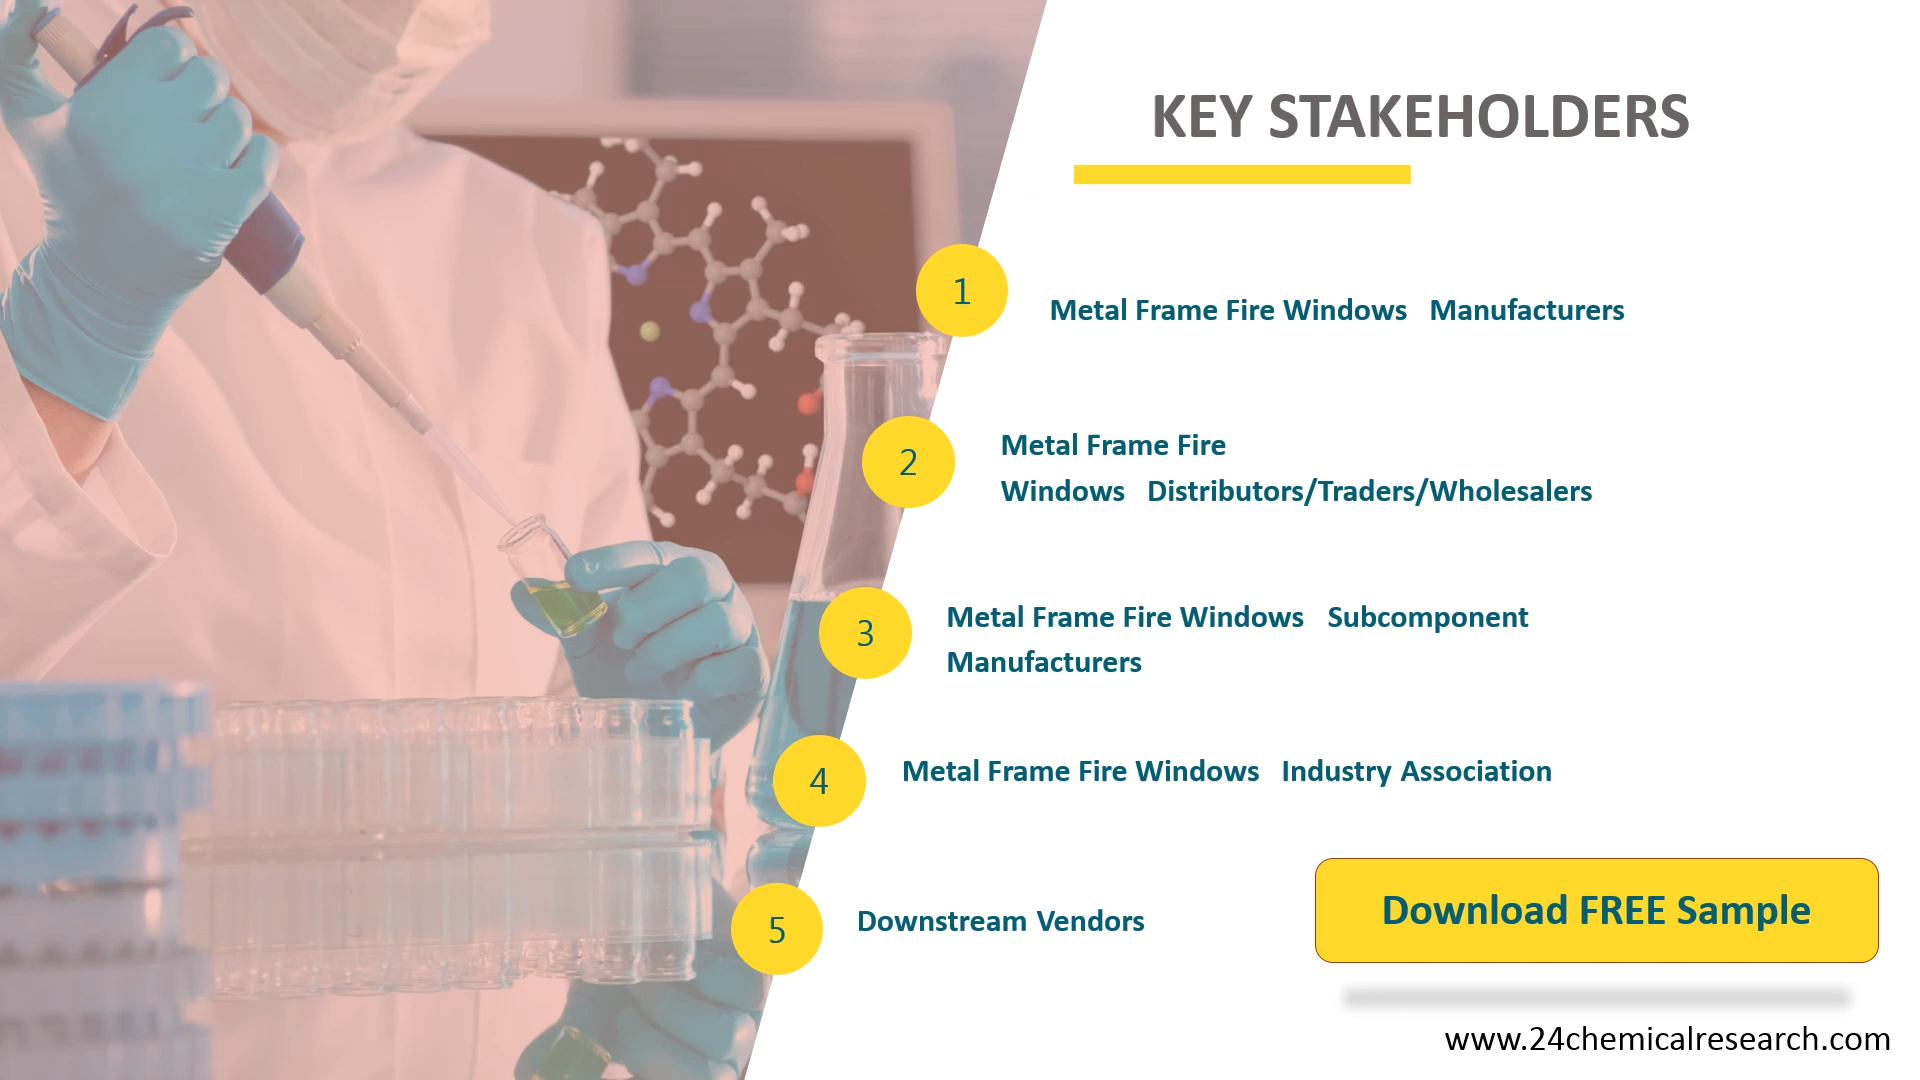 KEY STAKEHOLDERS
1
Metal Frame Fire Windows   Manufacturers
2
Metal Frame Fire
Windows   Distributors/Traders/Wholesalers
3
Metal Frame Fire Windows   Subcomponent
Manufacturers
4
Metal Frame Fire Windows   Industry Association
5
Downstream Vendors
Download FREE Sample
www.24chemicalresearch.com